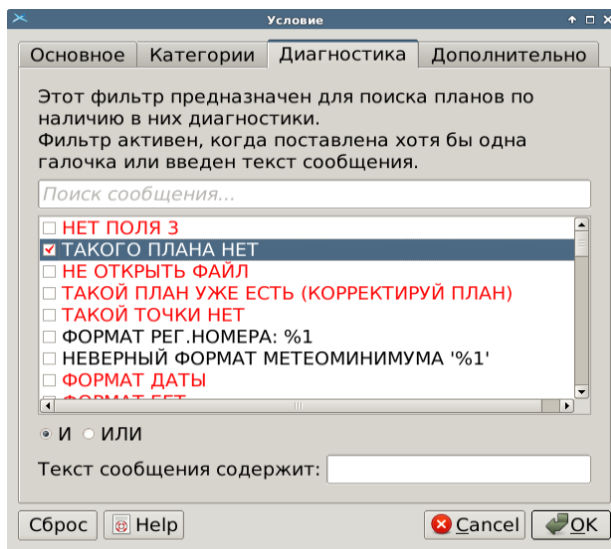 Условие
Основное Категории Диагностика Дополнительно
Этот фильтр предназначен для поиска планов по
наличию в них диагностики.
Фильтр активен, когда поставлена хотя бы одна
галочка или введен текст сообщения.
Поиск сообщения...
НЕТ ПОЛЯ 3
ТАКОГО ПЛАНА НЕТ
НЕ ОТКРЫТЬ ФАЙЛ
ТАКОЙ ПЛАН УЖЕ ЕСТЬ (КОРРЕКТИРУЙ ПЛАН)
ТАКОЙ ТОЧКИ НЕТ
ФОРМАТ РЕГ.НОМЕРА: %1
НЕВЕРНЫЙ ФОРМАТ МЕТЕОМИНИМУМА '%1'
ФОРМАТ ДАТЫ
ФОРМАТ
И ИЛИ
Текст сообщения содержит:
Сброс Help Cancel OK